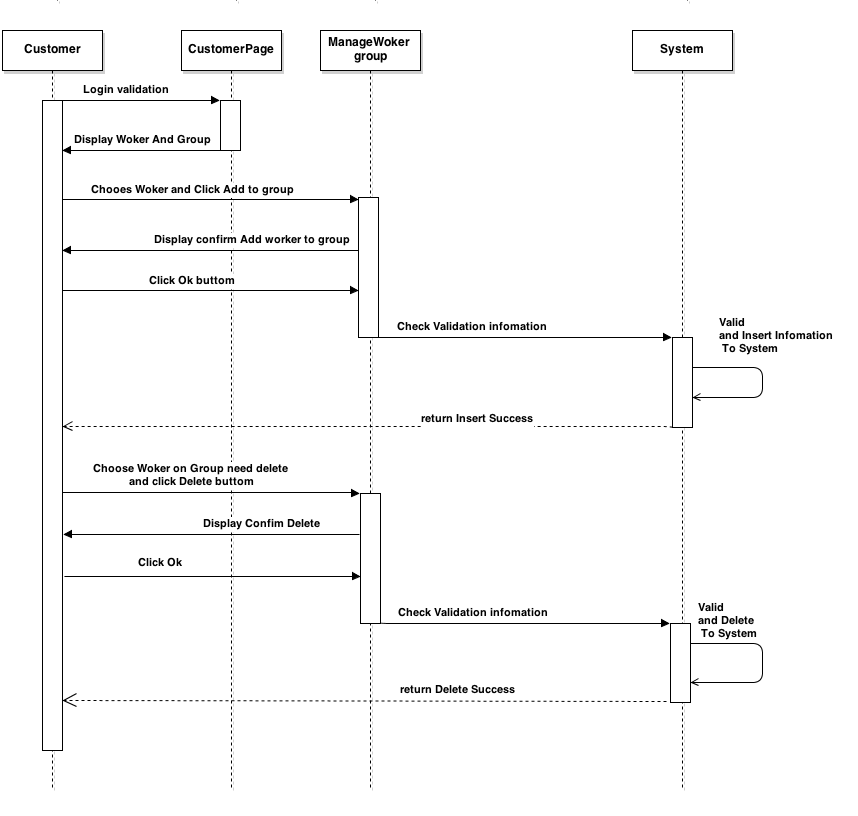 Customer
CustomerPage
ManageWoker
group
System
Login validation
Display Woker And Group
Chooes Woker and Click Add to group
Display confirm Add worker to group
Click Ok buttom
Check Validation infomation
Valid
and Insert Infomation
To System
return Insert Success
Choose Woker on Group need delete
and click Delete buttom
Display Confim Delete
Click Ok
Check Validation infomation
Valid
and Delete
To System
return Delete Success